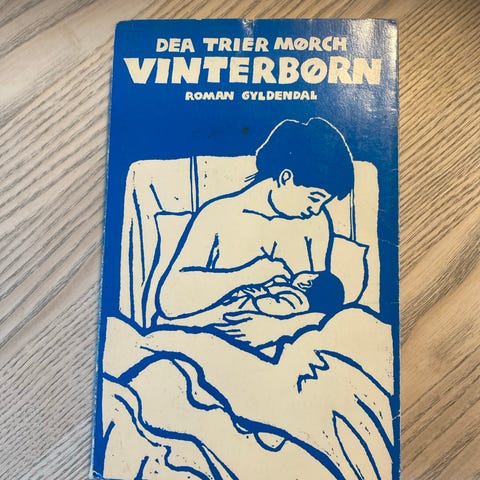 DEA TRIER MØRCH
VINTERBØRN
ROMAN GYLDENDAL